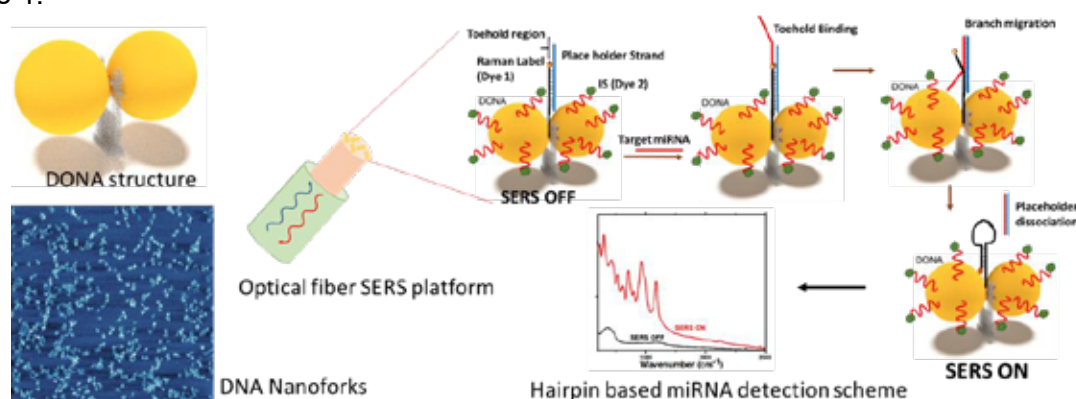 Toehold region
Raman Label
(Dye 1)
Place holder Strand
IS (Dye 2)
DONA
SERS OFF
Target miRNA
Toehold Binding
DONA
Branch migration
DONA
Placeholder
dissociation
DONA
SERS ON
DONA structure
Optical fiber SERS platform
SERS ON
SERS OFF
Wavenumber (cm⁻¹)
DNA Nanoforks
Hairpin based miRNA detection scheme